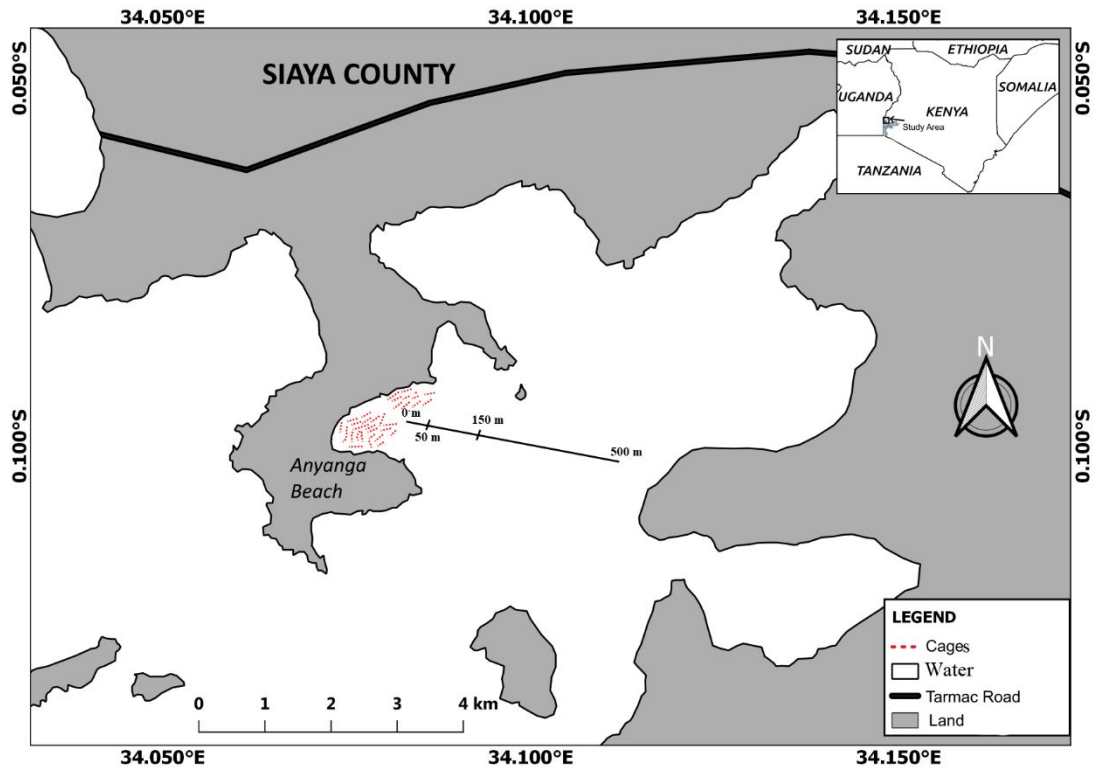 34.050°E 34.100°E 34.150°E
0.050°S
0.050°S
SIAYA COUNTY
SUDAN
ETHIOPIA
UGANDA
SOMALIA
KENYA
Study Area
TANZANIA
N
0 m
50 m
150 m
500 m
0.100°S
0.100°S
Anyanga
Beach
LEGEND
Cages
Water
Tarmac Road
Land
0 1 2 3 4 km
34.050°E 34.100°E 34.150°E